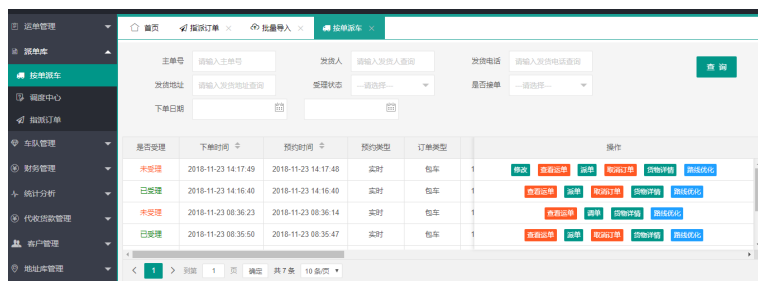 运单管理
派单库
按单派车
调度中心
指派订单
车队管理
财务管理
统计分析
代收货款管理
客户管理
地址库管理
首页 指派订单 × 批量导入 × 按单派车 ×
主单号 请输入主单号 发货人 请输入发货人查询 发货电话 请输入发货电话查询 查 询
发货地址 请输入发货地址查询 受理状态 —请选择— 是否接单 —请选择—
下单日期
是否受理 下单时间 预约时间 预约类型 订单类型 操作
未受理 2018-11-23 14:17:49 2018-11-23 14:17:48 实时 包车 1 修改 查看运单 派单 取消订单 货物详情 路线优化
已受理 2018-11-23 14:16:40 2018-11-23 14:16:40 实时 包车 1 查看运单 派单 取消订单 货物详情 路线优化
未受理 2018-11-23 08:36:23 2018-11-23 08:36:14 实时 包车 1 查看运单 调单 货物详情 路线优化
已受理 2018-11-23 08:35:50 2018-11-23 08:35:47 实时 包车 1 查看运单 派单 取消订单 货物详情 路线优化
< 1 > 到第 1 页 确定 共 7 条 10 条/页